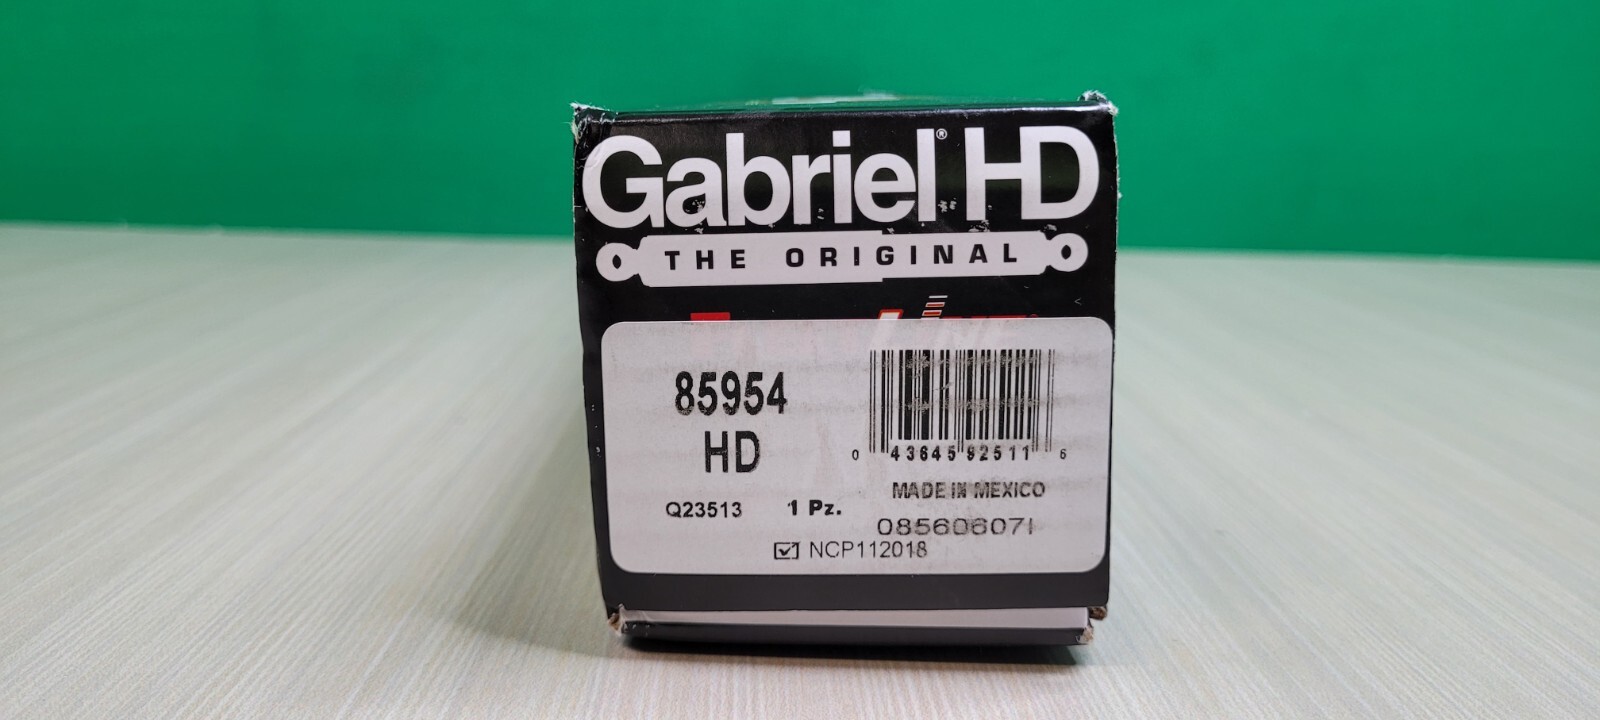 Gabriel® HD
THE ORIGINAL
85954
HD
0 43645 92511 6
MADE IN MEXICO
Q23513 1 Pz.
085606071
NCP112018